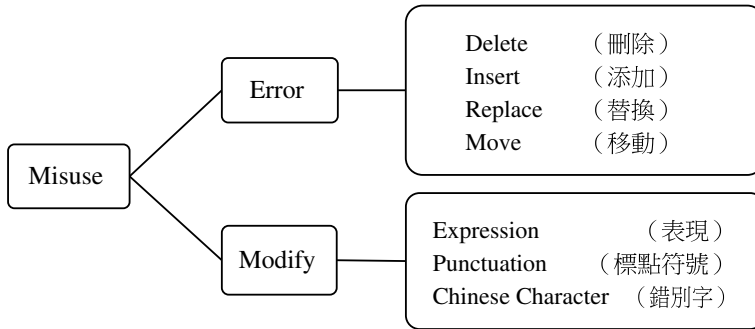 Misuse
Error
Delete （刪除）
Insert （添加）
Replace （替換）
Move （移動）
Modify
Expression （表現）
Punctuation （標點符號）
Chinese Character （錯別字）